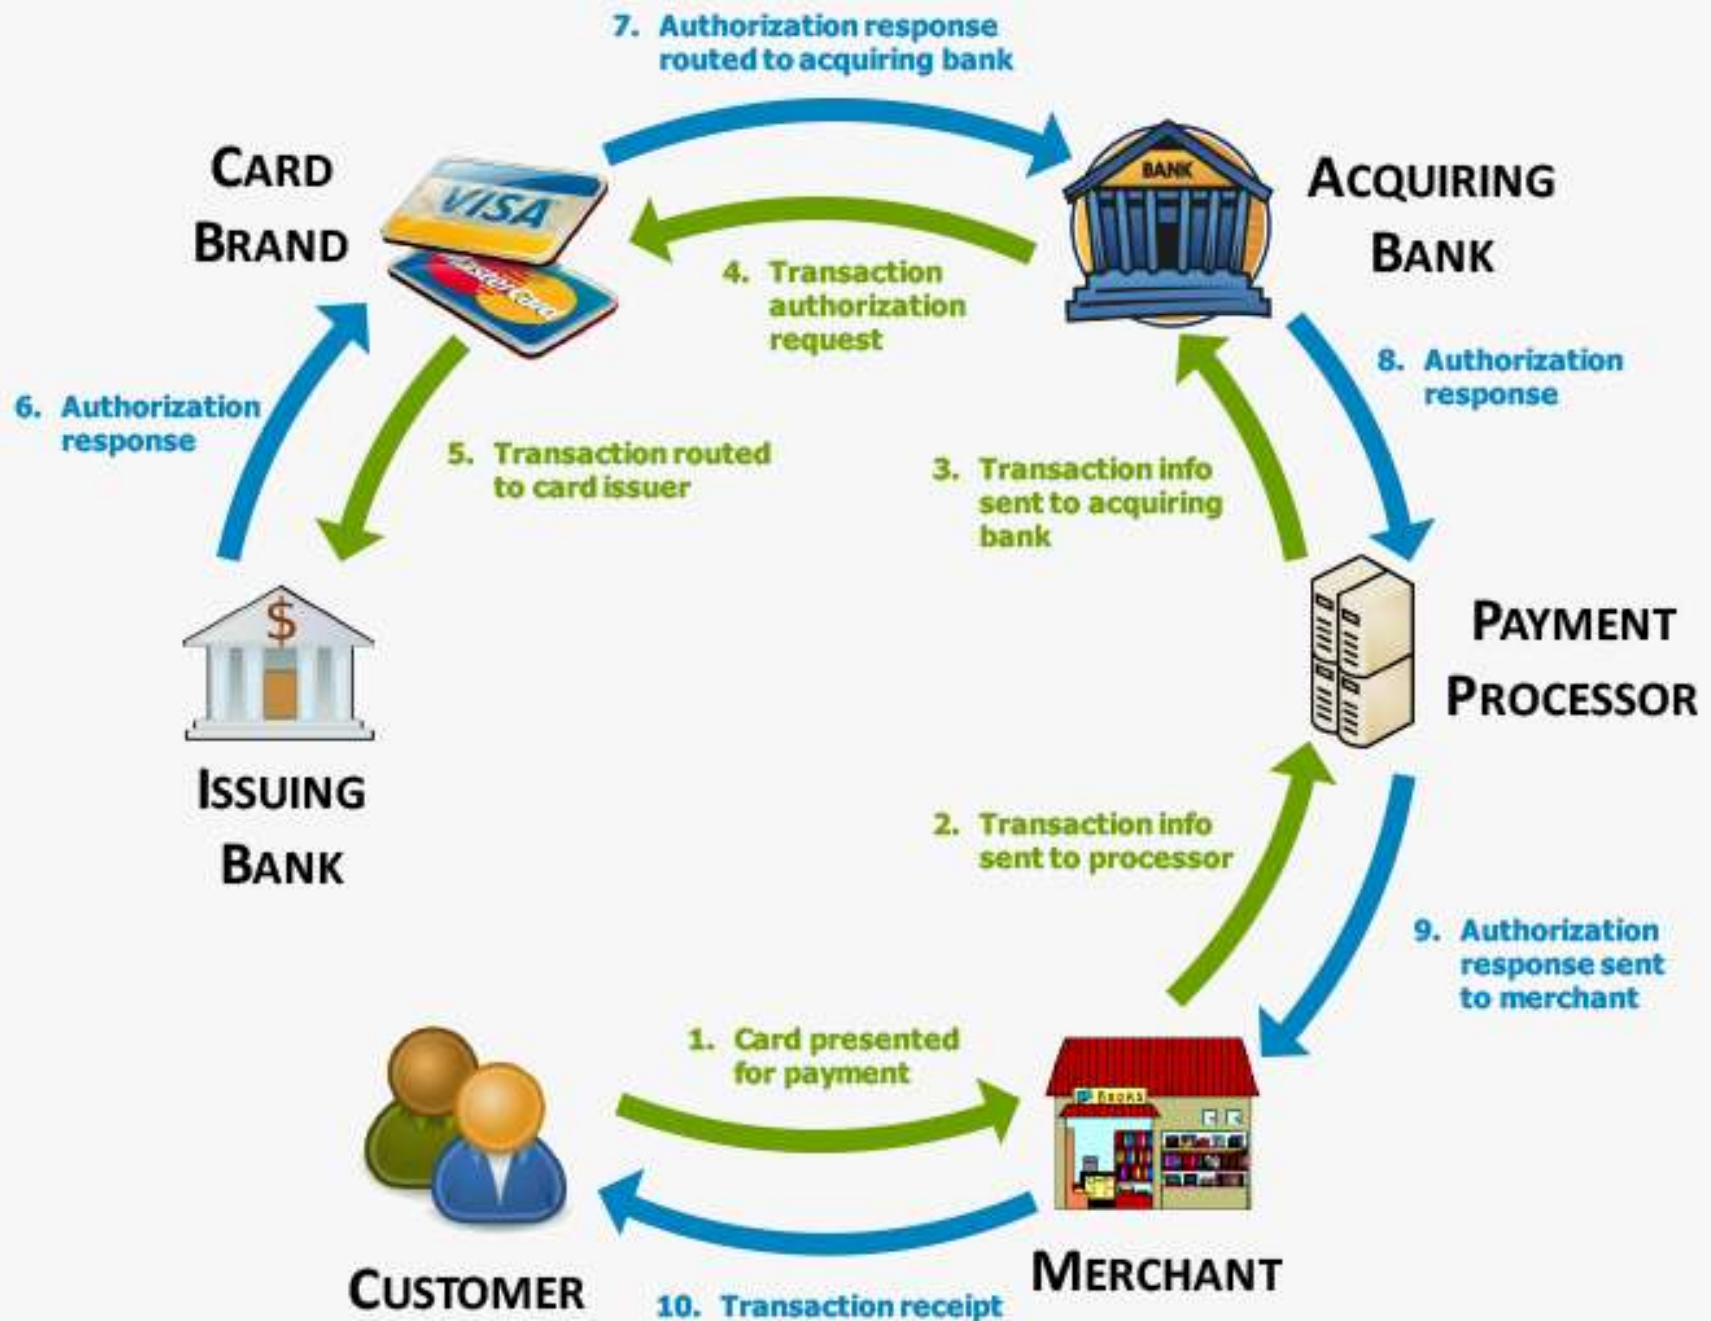 7. Authorization response
routed to acquiring bank
CARD
BRAND
VISA
MasterCard
BANK
ACQUIRING
BANK
4. Transaction
authorization
request
8. Authorization
response
6. Authorization
response
5. Transaction routed
to card issuer
3. Transaction info
sent to acquiring
bank
$
PAYMENT
PROCESSOR
ISSUING
BANK
2. Transaction info
sent to processor
9. Authorization
response sent
to merchant
1. Card presented
for payment
BOOKS
MERCHANT
CUSTOMER
10. Transaction receipt